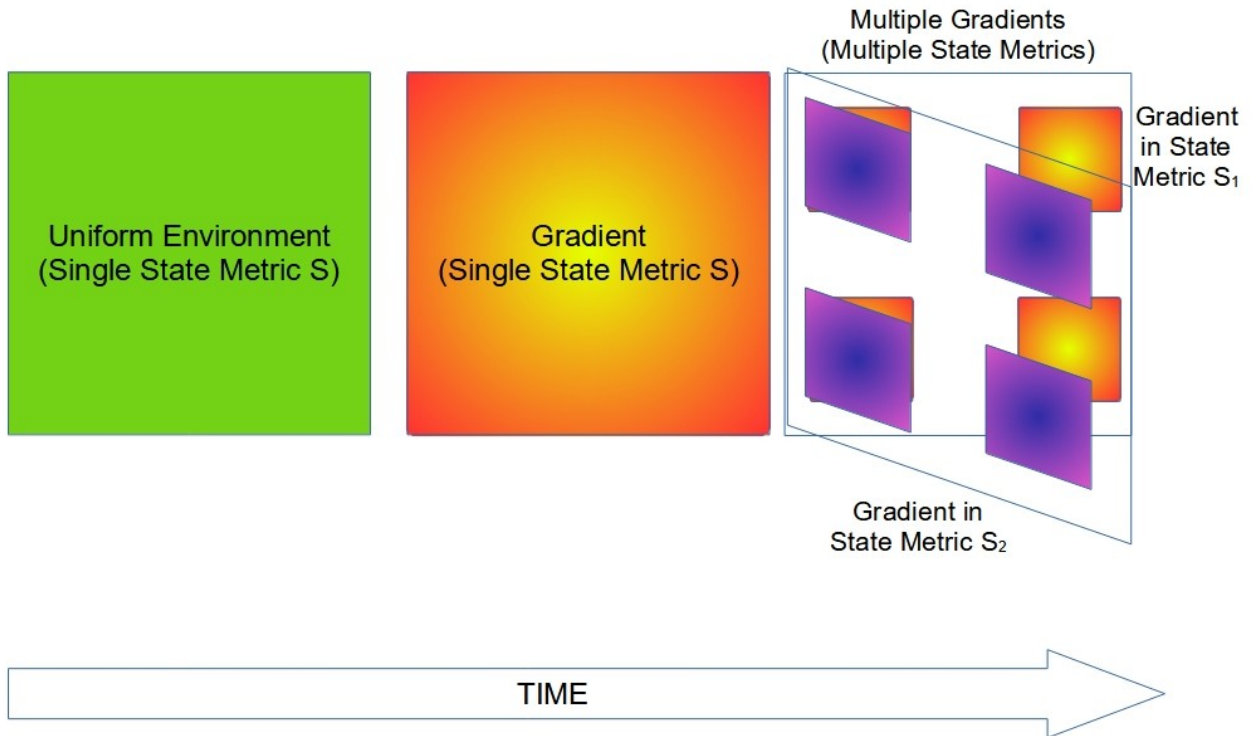 Multiple Gradients
(Multiple State Metrics)
Uniform Environment
(Single State Metric S)
Gradient
(Single State Metric S)
Gradient
in State
Metric S₁
Gradient in
State Metric S₂
TIME